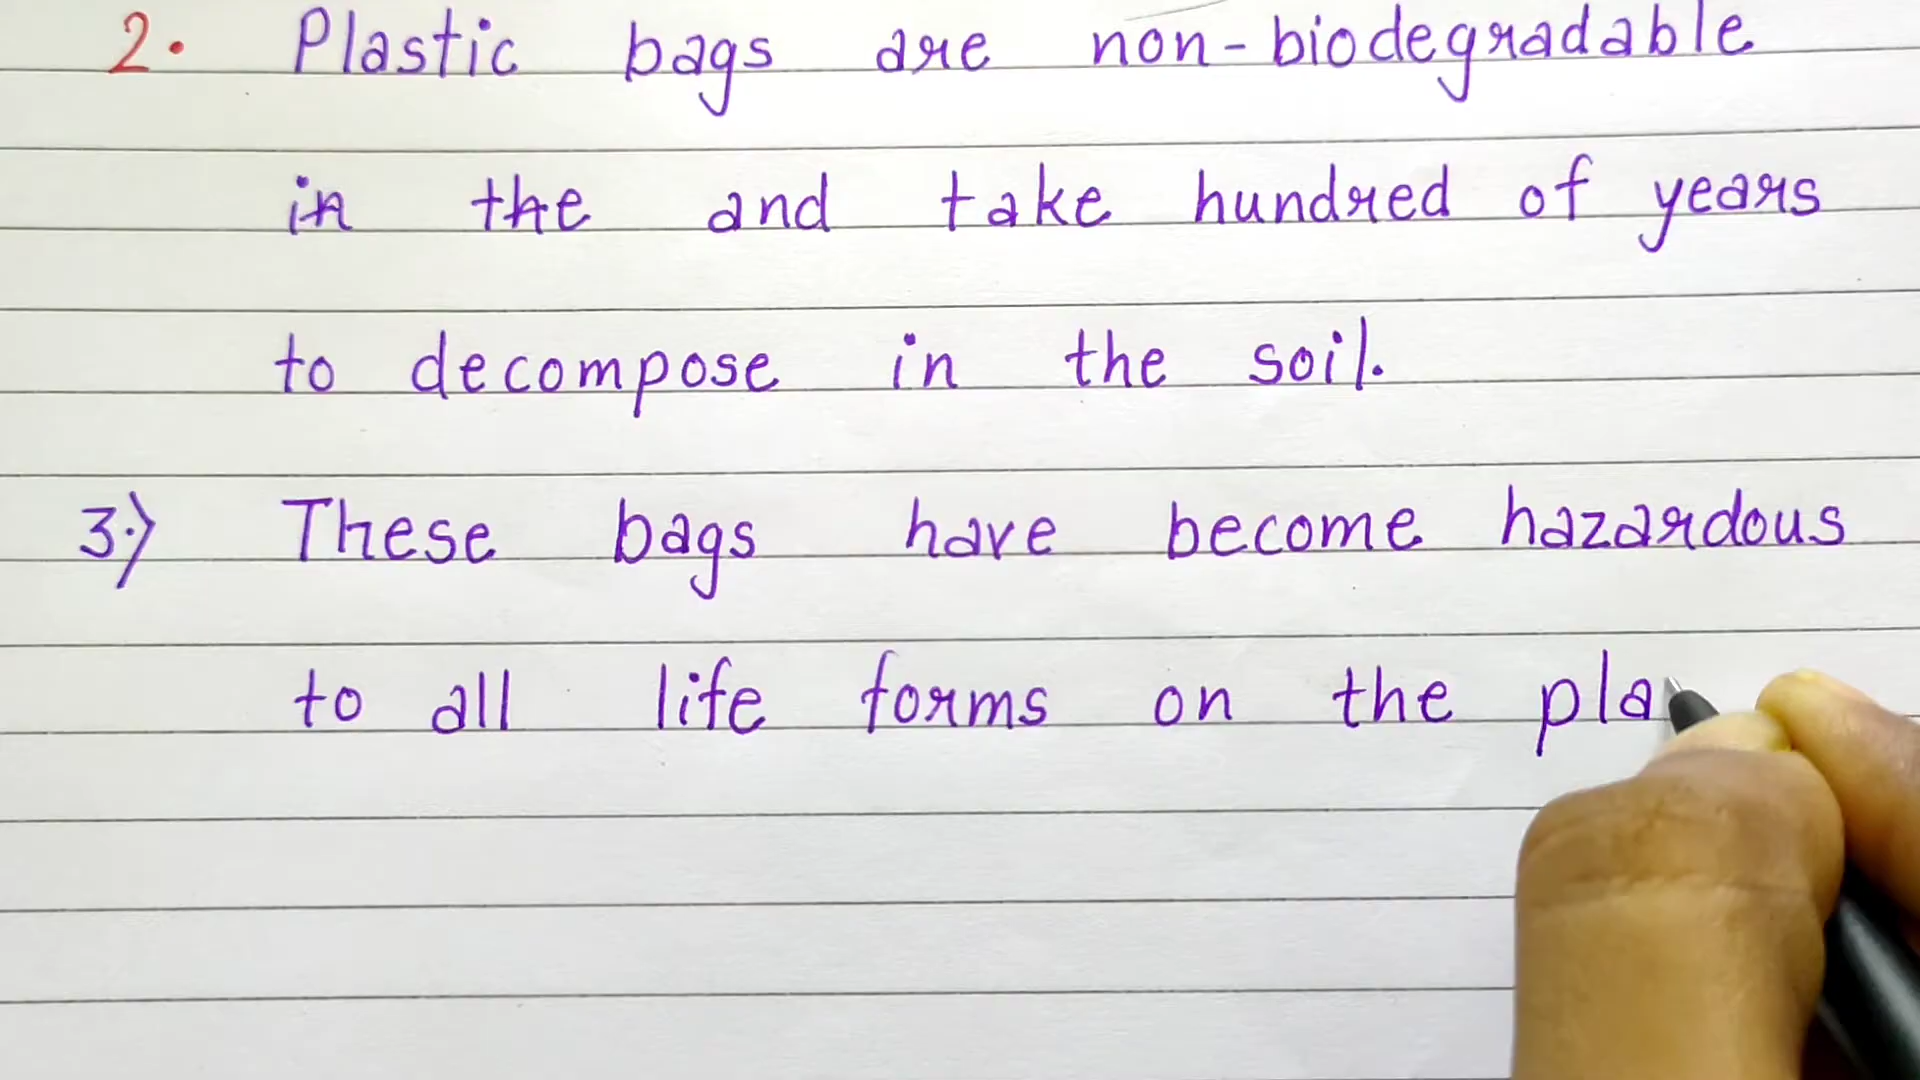 2. Plastic bags are non-biodegradable
in the and take hundred of years
to decompose in the soil.
3.) These bags have become hazardous
to all life forms on the pla